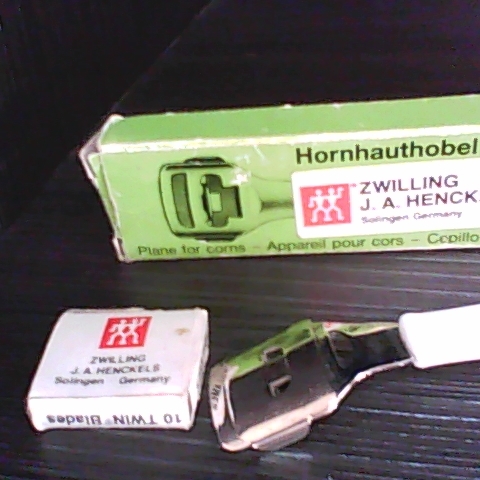 Hornhauthobel
ZWILLING
J. A. HENCK
Solingen Germany
Plane for corns - Appareil pour cors - Cepillo
ZWILLING
J. A. HENCKELS
Solingen Germany
10 TWIN Blades